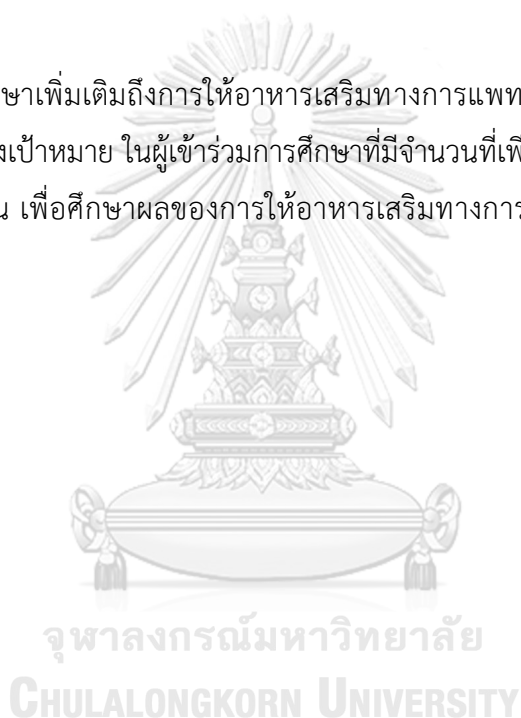 ษาเพิ่มเติมถึงการให้อาหารเสริมทางการแพท
งเป้าหมาย ในผู้เข้าร่วมการศึกษาที่มีจำนวนที่เพี
น เพื่อศึกษาผลของการให้อาหารเสริมทางการ
จุฬาลงกรณ์มหาวิทยาลัย
CHULALONGKORN UNIVERSITY